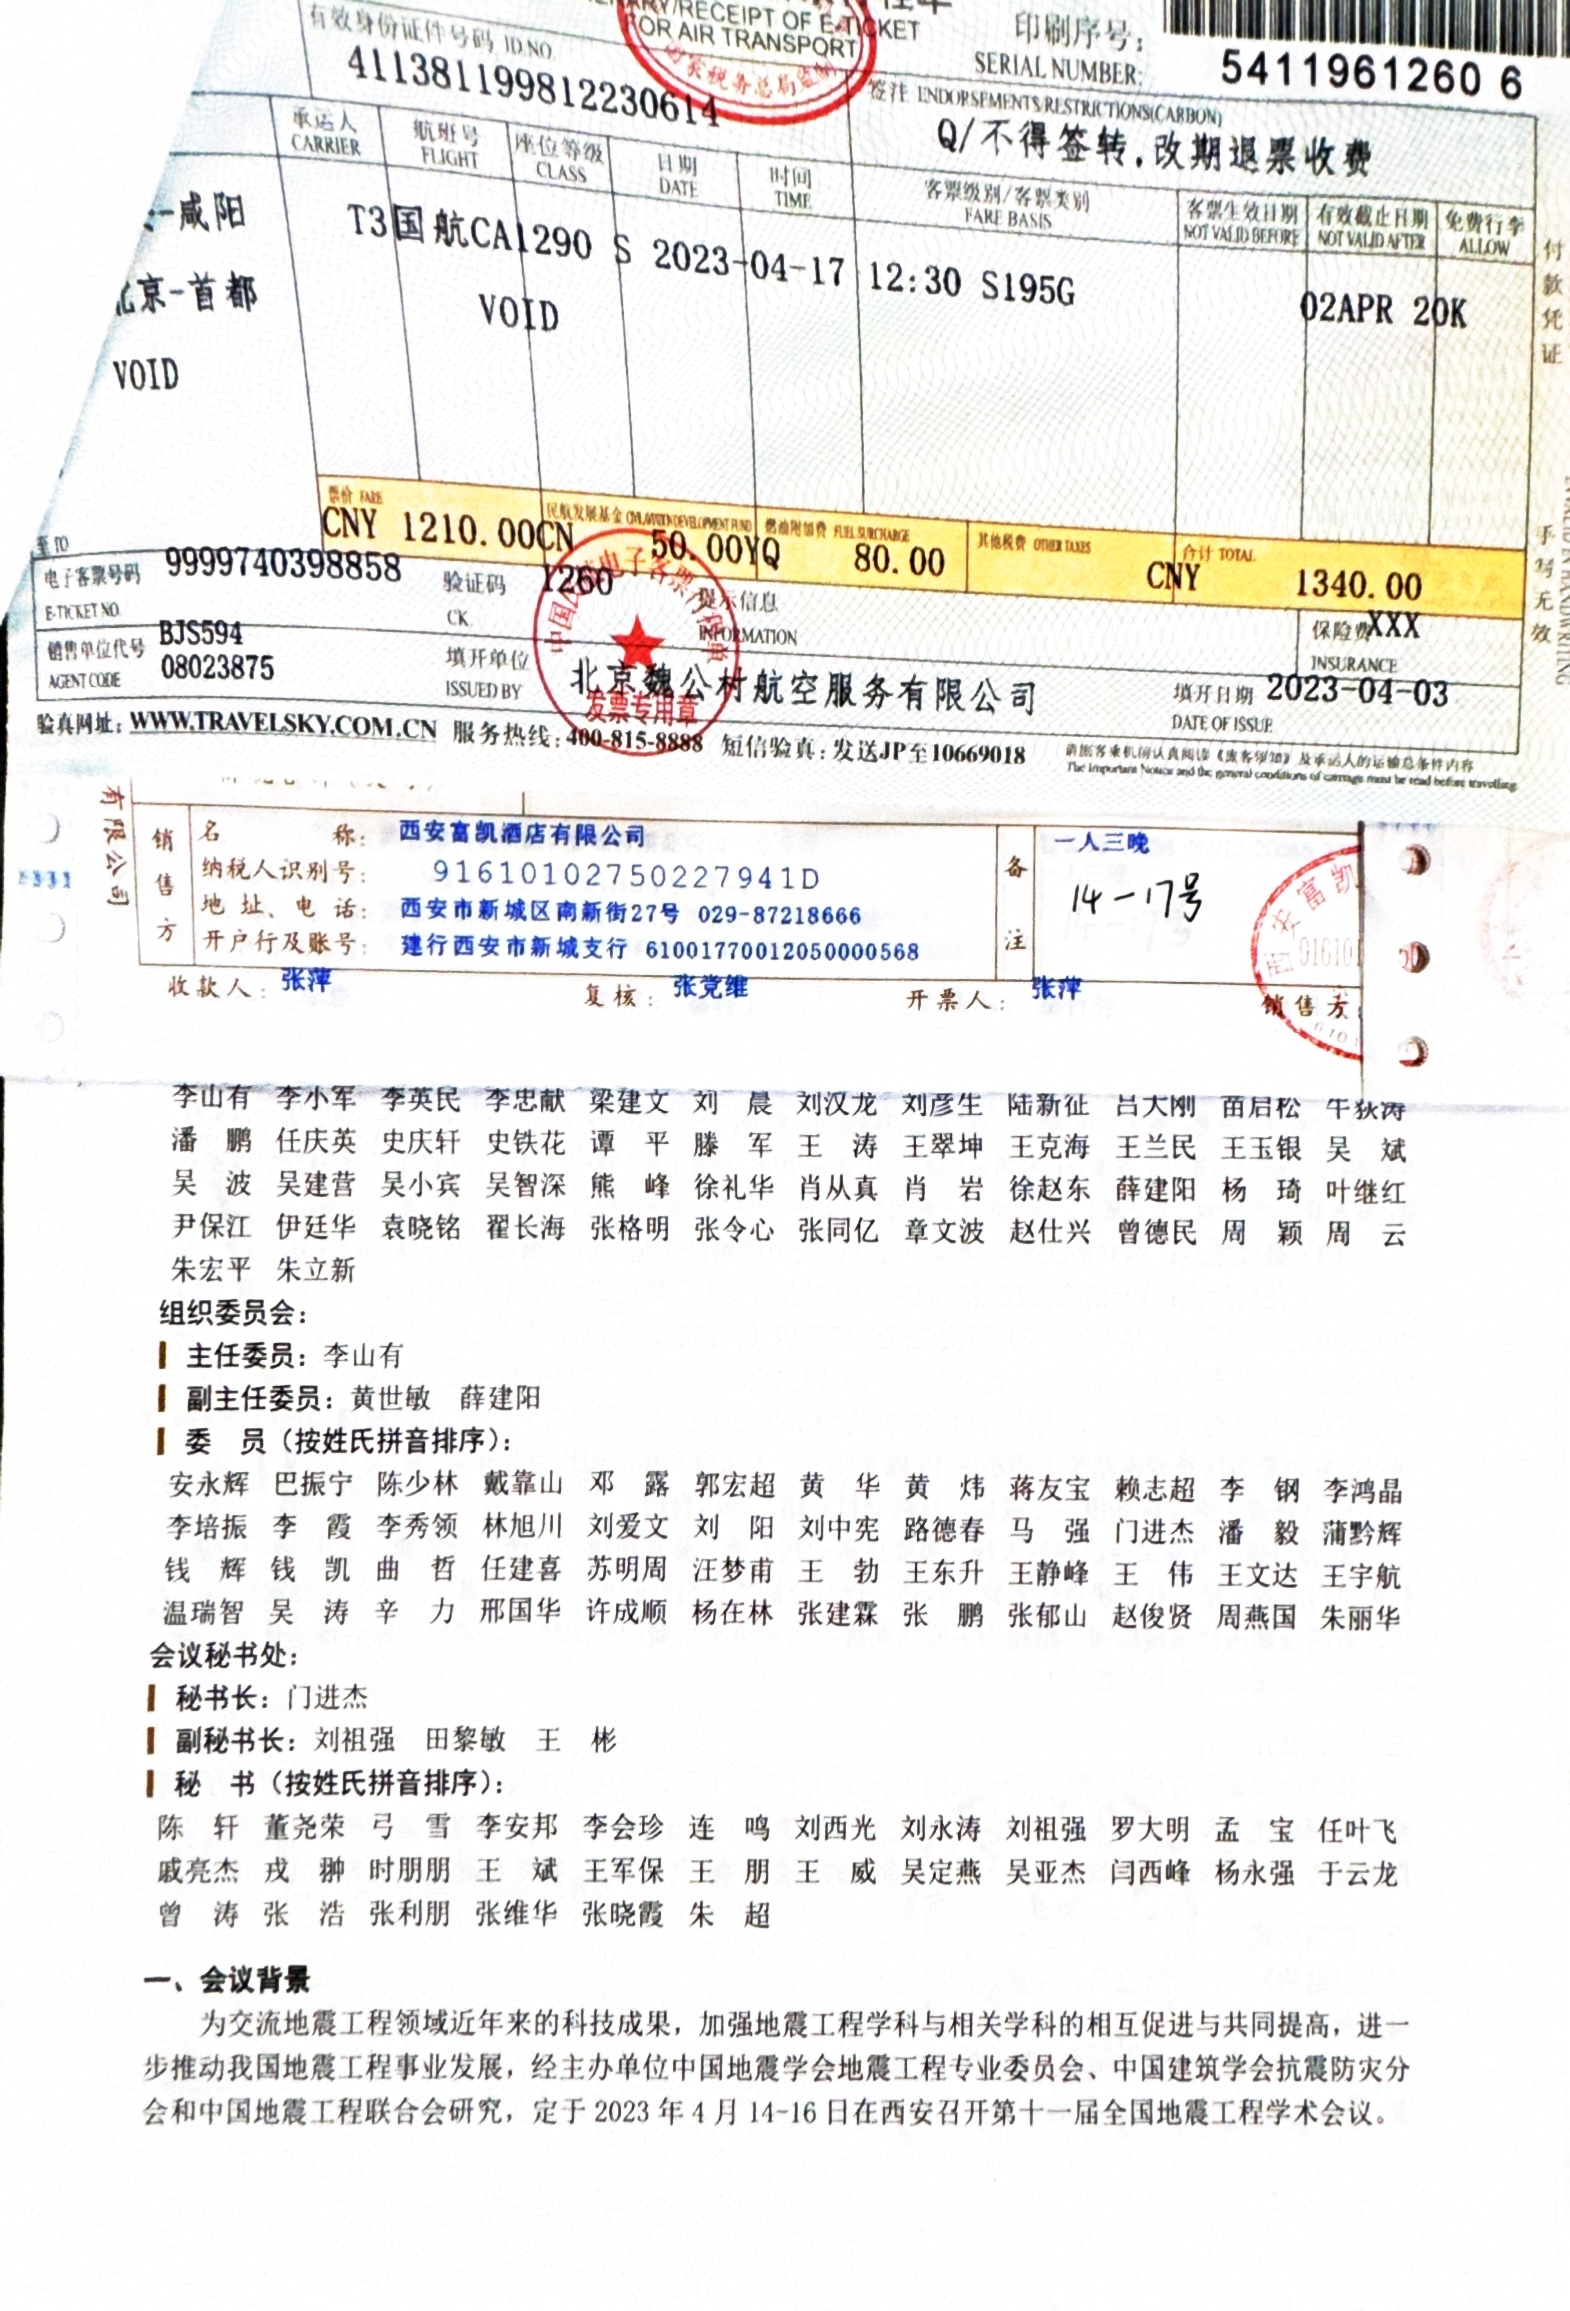 RECEIPT OF E-TICKET
FOR AIR TRANSPORT
印刷序号:
SERIAL NUMBER:
5411961260 6
有效身份证件号码 ID.NO.
411381199812230614
签注 ENDORSEMENTS/RESTRICTIONS(CARBON)
Q/不得签转.改期退票收费
承运人 航班号 座位等级 日期 时间 客票级别/客票类别 客票生效日期 有效截止日期 免费行李
CARRIER FLIGHT CLASS DATE TIME FARE BASIS NOT VALID BEFORE NOT VALID AFTER ALLOW
-咸阳 T3国航CA1290 S 2023-04-17 12:30 S195G 02APR 20K
京-首都 VOID
VOID
付款凭证
手写无效
票价 FARE 民航发展基金 CIVIL AVIATION DEVELOPMENT FUND 燃油附加费 FUEL SURCHARGE 其他税费 OTHER TAXES 合计 TOTAL
CNY 1210.00CN 50.00YQ 80.00 CNY 1340.00
至 TO
电子客票号码 9999740398858 验证码 1260 提示信息 保险费XXX
E-TICKET NO. CK INFORMATION INSURANCE
销售单位代号 BJS594 填开单位 北京魏公村航空服务有限公司 填开日期 2023-04-03
AGENT CODE 08023875 ISSUED BY DATE OF ISSUE
发票专用章
验真网址: WWW.TRAVELSKY.COM.CN 服务热线:400-815-8888 短信验真:发送JP至10669018
请旅客乘机前认真阅读《旅客须知》及承运人的运输总条件内容
The Important Notice and the general conditions of carriage must be read before travelling.
有限公司
销售方
名 称: 西安富凯酒店有限公司
纳税人识别号: 91610102750227941D
地 址、电 话: 西安市新城区南新街27号 029-87218666
开户行及账号: 建行西安市新城支行 61001770012050000568
备注
一人三晚
14-17号
收款人: 张萍 复核: 张党维 开票人: 张萍 销售方:
李山有 李小军 李英民 李忠献 梁建文 刘 晨 刘汉龙 刘彦生 陆新征 吕大刚 苗启松 牛荻涛
潘 鹏 任庆英 史庆轩 史铁花 谭 平 滕 军 王 涛 王翠坤 王克海 王兰民 王玉银 吴 斌
吴 波 吴建营 吴小宾 吴智深 熊 峰 徐礼华 肖从真 肖 岩 徐赵东 薛建阳 杨 琦 叶继红
尹保江 伊廷华 袁晓铭 翟长海 张格明 张令心 张同亿 章文波 赵仕兴 曾德民 周 颖 周 云
朱宏平 朱立新
组织委员会:
主任委员: 李山有
副主任委员: 黄世敏 薛建阳
委 员(按姓氏拼音排序):
安永辉 巴振宁 陈少林 戴靠山 邓 露 郭宏超 黄 华 黄 炜 蒋友宝 赖志超 李 钢 李鸿晶
李培振 李 霞 李秀领 林旭川 刘爱文 刘 阳 刘中宪 路德春 马 强 门进杰 潘 毅 蒲黔辉
钱 辉 钱 凯 曲 哲 任建喜 苏明周 汪梦甫 王 勃 王东升 王静峰 王 伟 王文达 王宇航
温瑞智 吴 涛 辛 力 邢国华 许成顺 杨在林 张建霖 张 鹏 张郁山 赵俊贤 周燕国 朱丽华
会议秘书处:
秘书长: 门进杰
副秘书长: 刘祖强 田黎敏 王 彬
秘 书(按姓氏拼音排序):
陈 轩 董尧荣 弓 雪 李安邦 李会珍 连 鸣 刘西光 刘永涛 刘祖强 罗大明 孟 宝 任叶飞
戚亮杰 戎 翀 时朋朋 王 斌 王军保 王 朋 王 威 吴定燕 吴亚杰 闫西峰 杨永强 于云龙
曾 涛 张 浩 张利朋 张维华 张晓霞 朱 超
一、会议背景
为交流地震工程领域近年来的科技成果，加强地震工程学科与相关学科的相互促进与共同提高，进一
步推动我国地震工程事业发展，经主办单位中国地震学会地震工程专业委员会、中国建筑学会抗震防灾分
会和中国地震工程联合会研究，定于 2023 年 4 月 14-16 日在西安召开第十一届全国地震工程学术会议。